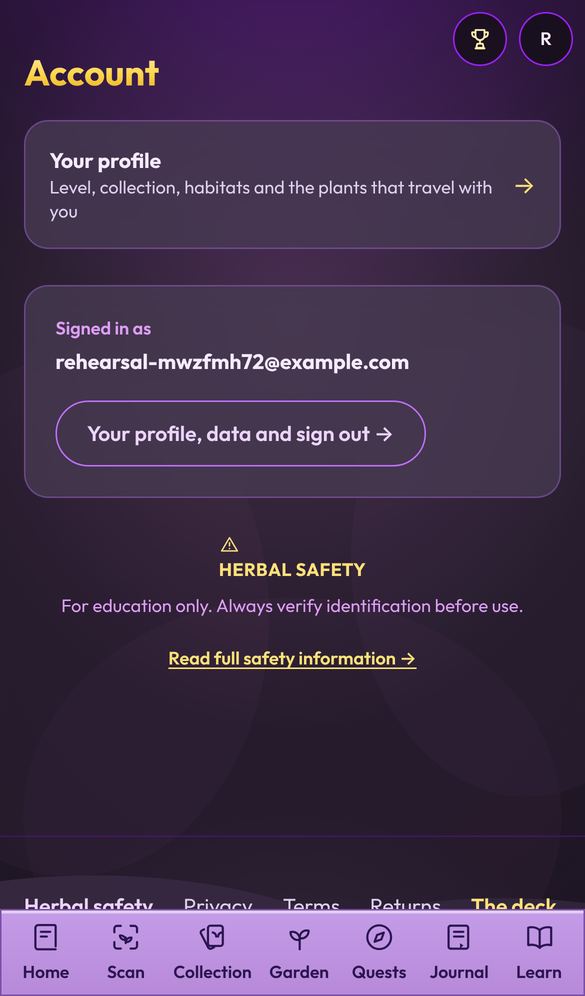 R
Account
Your profile
Level, collection, habitats and the plants that travel with
you
→
Signed in as
rehearsal-mwzfmh72@example.com
Your profile, data and sign out →
HERBAL SAFETY
For education only. Always verify identification before use.
Read full safety information →
Herbal safety Privacy Terms Returns The deck
Home Scan Collection Garden Quests Journal Learn